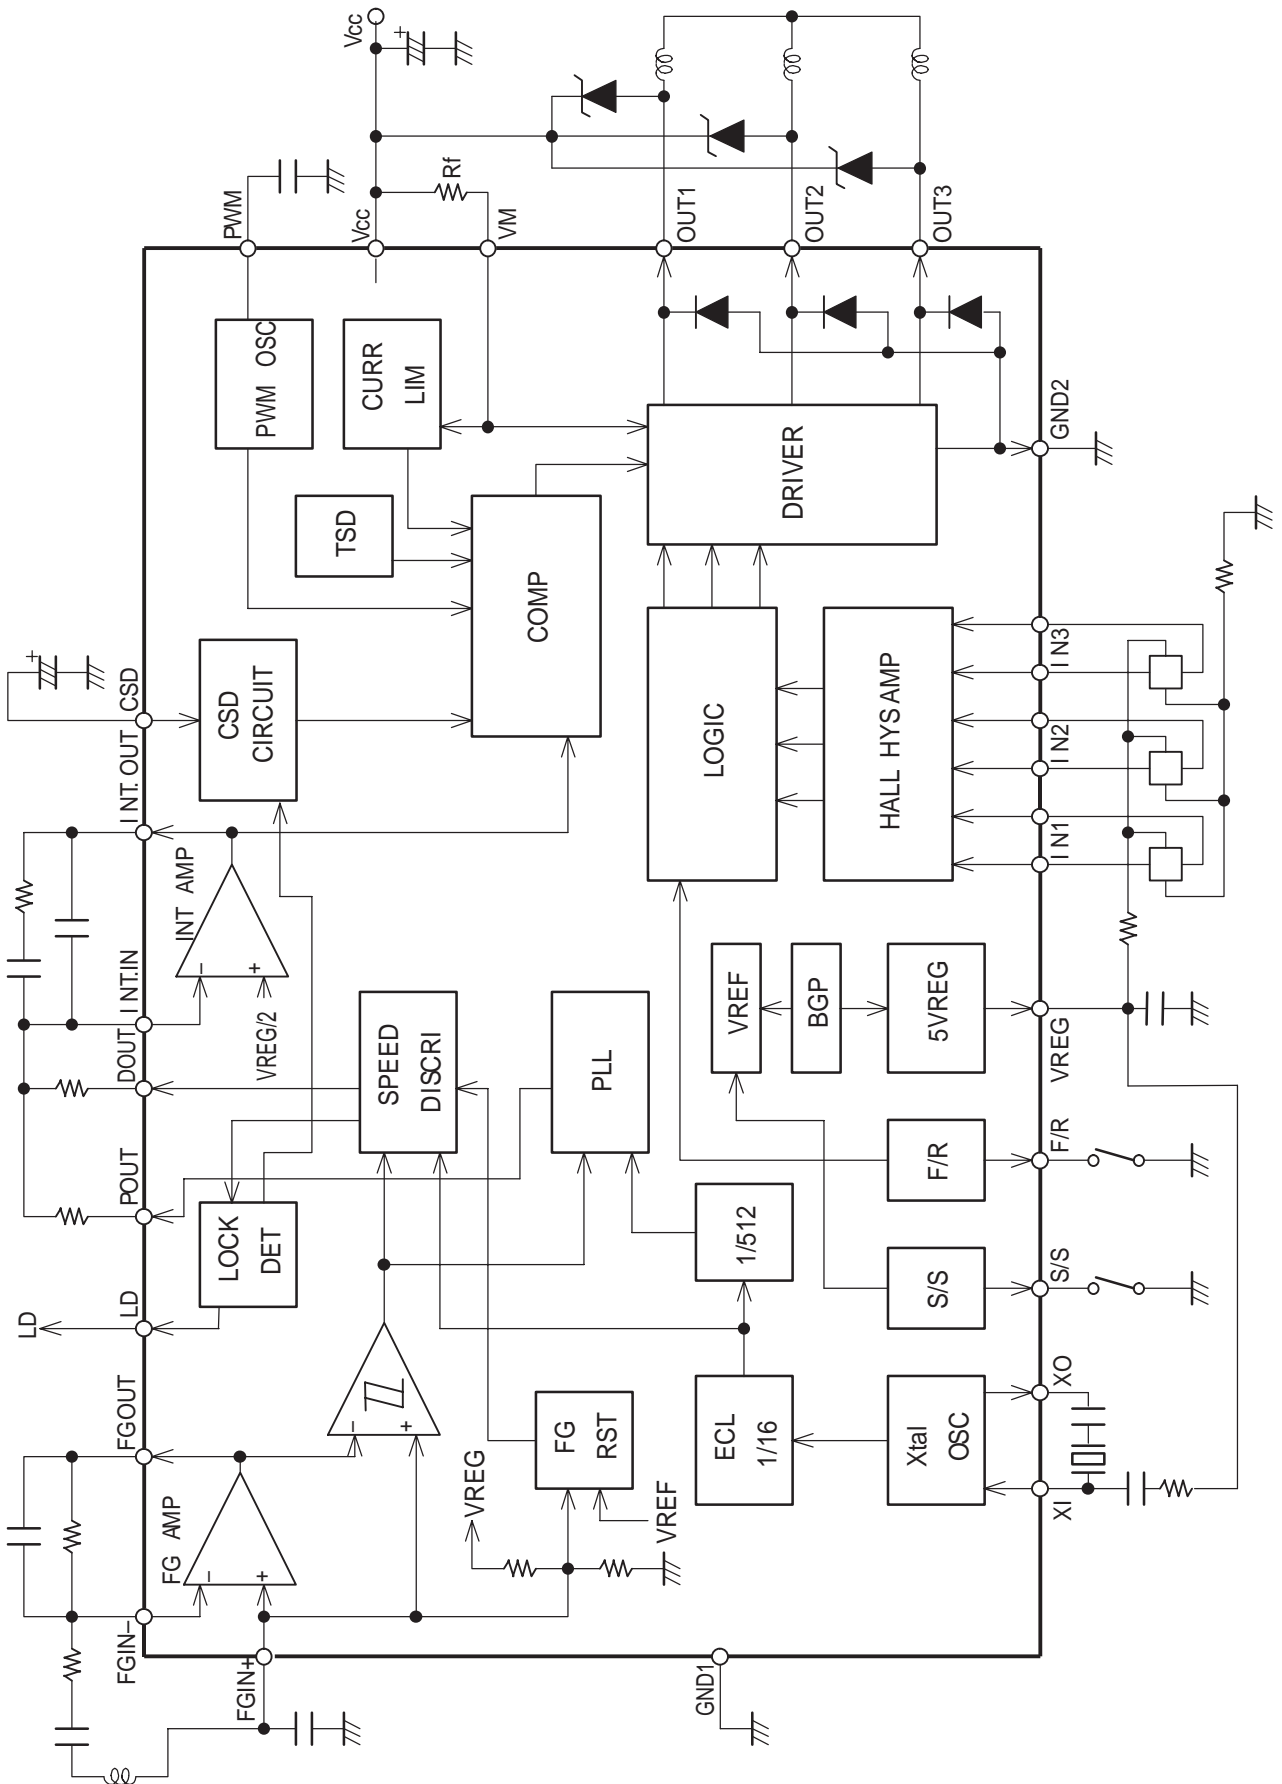 LD
FGIN–
FGOUT
LD
POUT
DOUT
I NT.IN
I NT. OUT
CSD
FG AMP
INT AMP
–
+
–
+
VREG/2
LOCK
DET
CSD
CIRCUIT
PWM OSC
PWM
+
FGIN+
–
+
SPEED
DISCRI
TSD
CURR
LIM
Vcc
Vcc
+
Rf
VM
VREG
FG
RST
VREF
PLL
COMP
GND1
ECL
1/16
1/512
VREF
BGP
LOGIC
DRIVER
OUT1
OUT2
OUT3
Xtal
OSC
S/S
F/R
5VREG
HALL HYS AMP
XI
XO
S/S
F/R
VREG
I N1
I N2
I N3
GND2